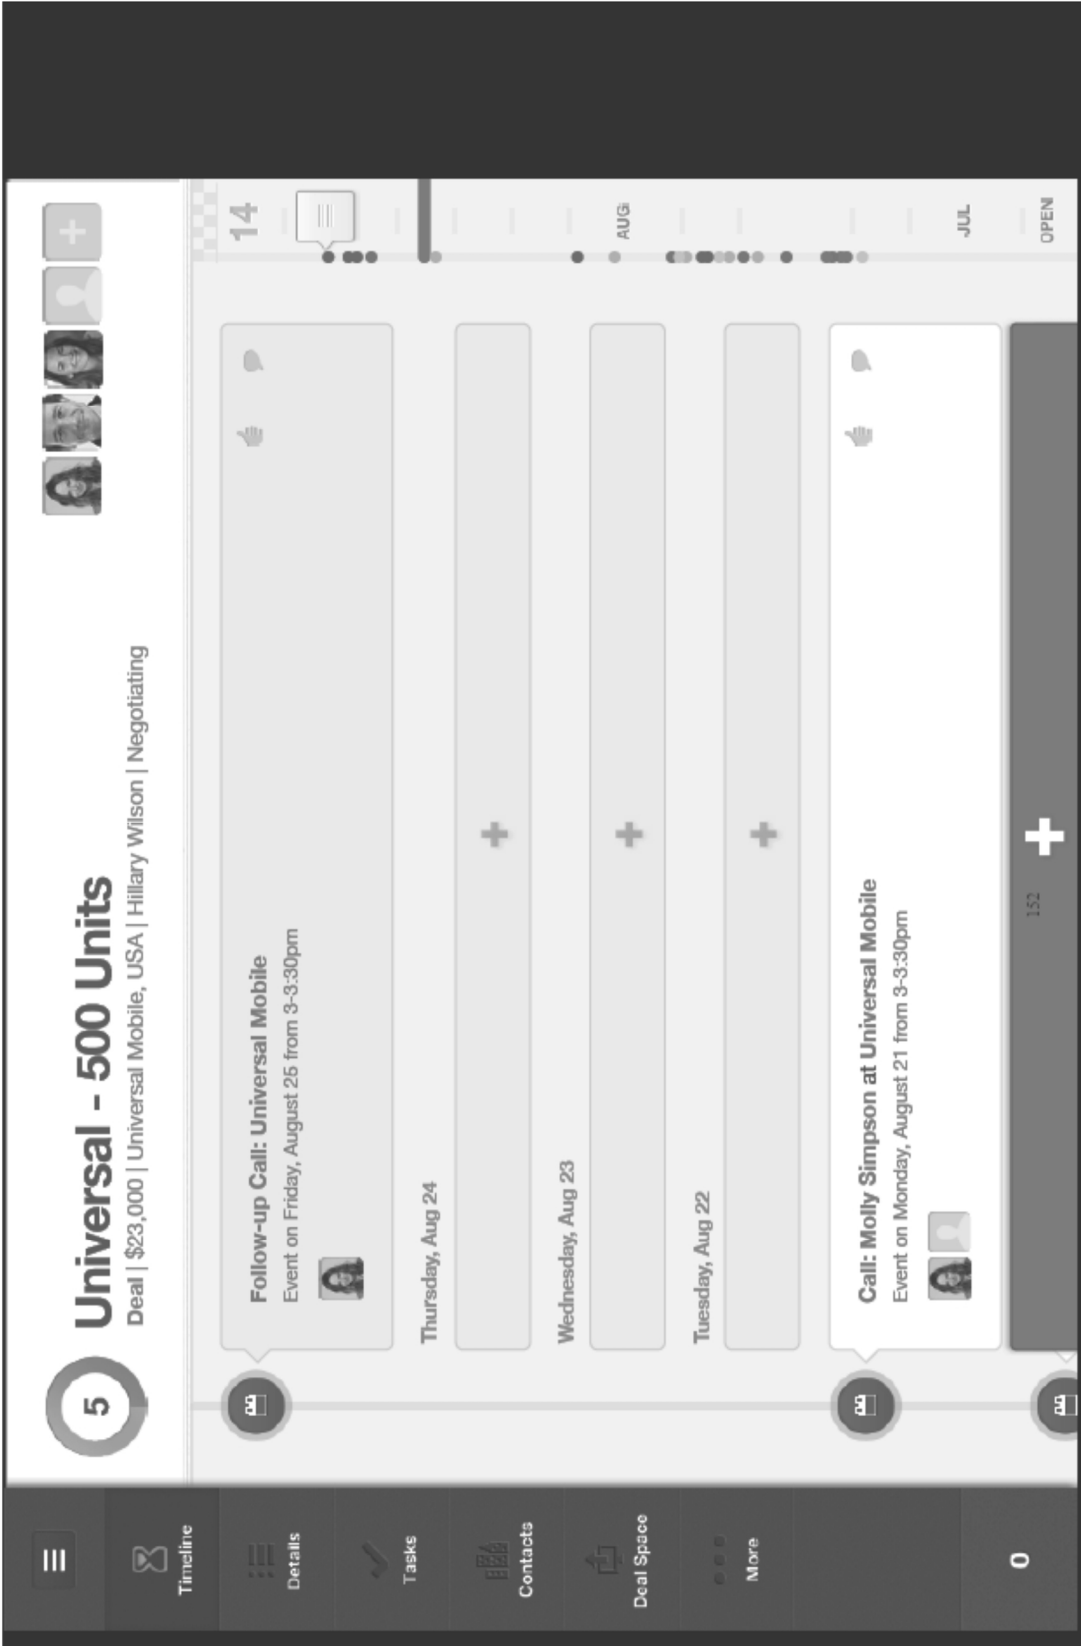 5
Universal - 500 Units
Deal | $23,000 | Universal Mobile, USA | Hillary Wilson | Negotiating
Timeline
Details
Tasks
Contacts
Deal Space
More
0
Follow-up Call: Universal Mobile
Event on Friday, August 25 from 3-3:30pm
Thursday, Aug 24
Wednesday, Aug 23
Tuesday, Aug 22
Call: Molly Simpson at Universal Mobile
Event on Monday, August 21 from 3-3:30pm
152
14
AUG
JUL
OPEN